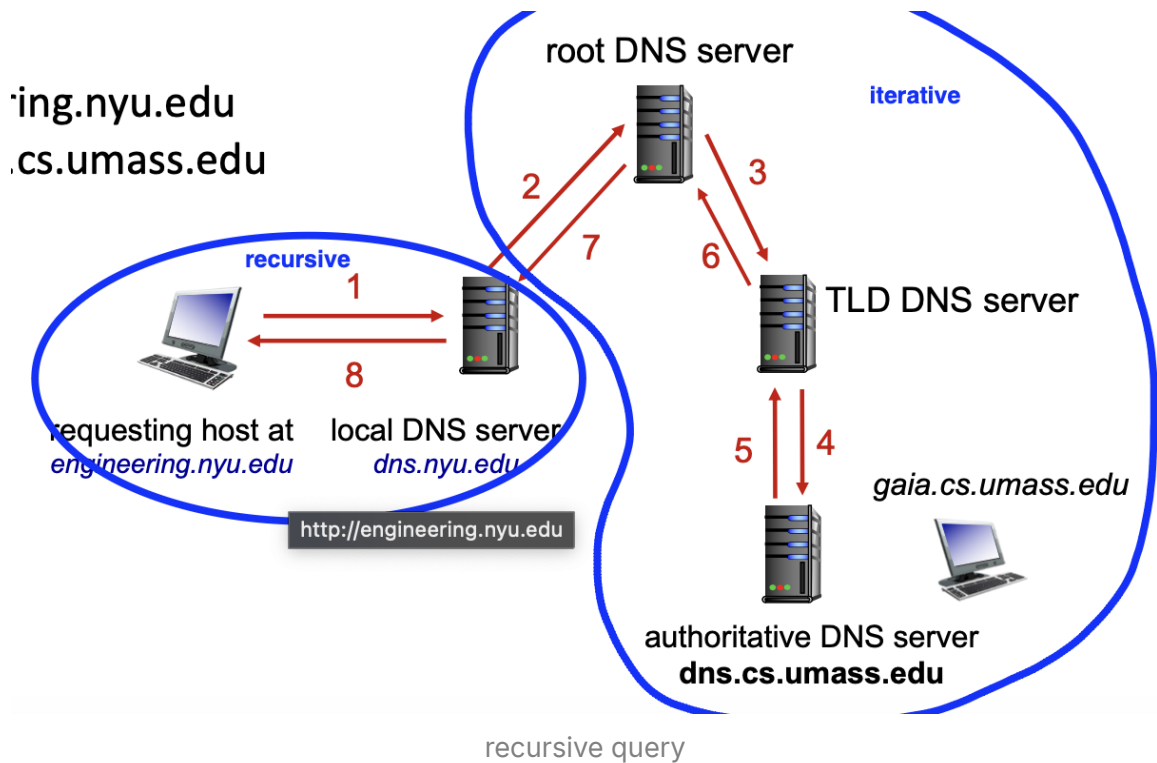 root DNS server
iterative
ring.nyu.edu
.cs.umass.edu
2
3
7
6
recursive
1
TLD DNS server
8
requesting host at
engineering.nyu.edu
local DNS server
dns.nyu.edu
5
4
gaia.cs.umass.edu
http://engineering.nyu.edu
authoritative DNS server
dns.cs.umass.edu
recursive query